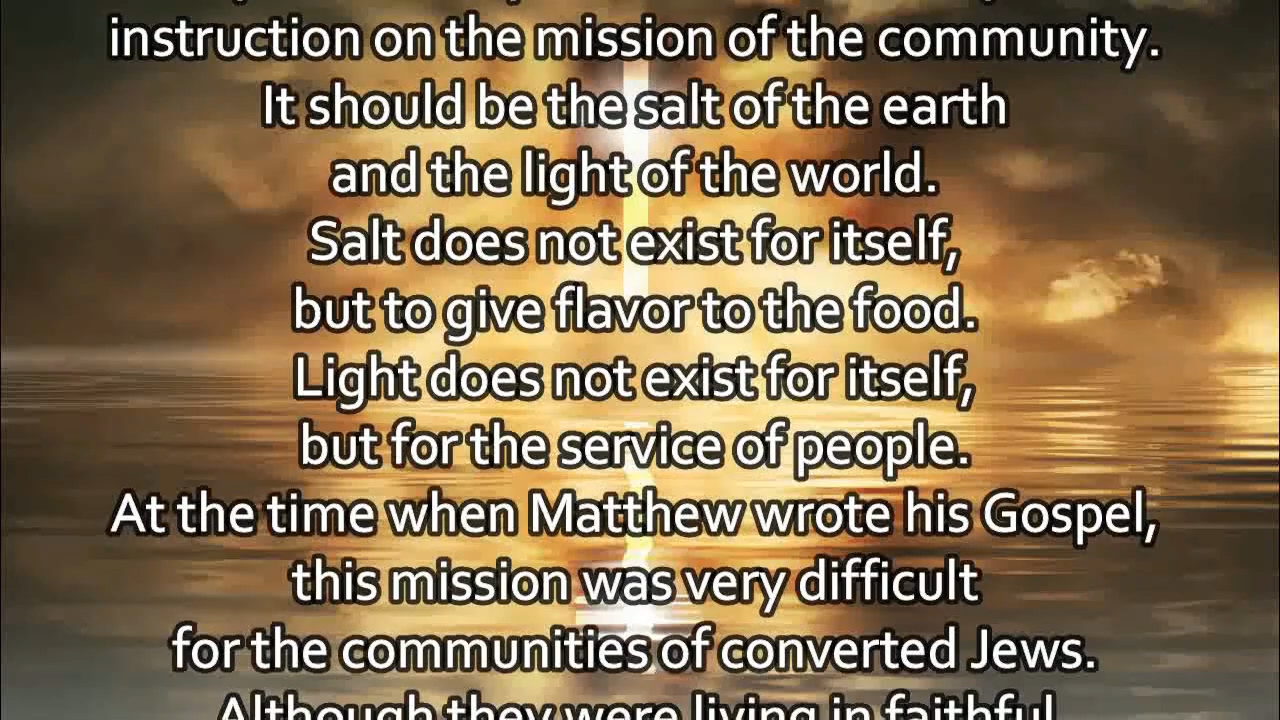 instruction on the mission of the community.
It should be the salt of the earth
and the light of the world.
Salt does not exist for itself,
but to give flavor to the food.
Light does not exist for itself,
but for the service of people.
At the time when Matthew wrote his Gospel,
this mission was very difficult
for the communities of converted Jews.
Although they were living in faithful